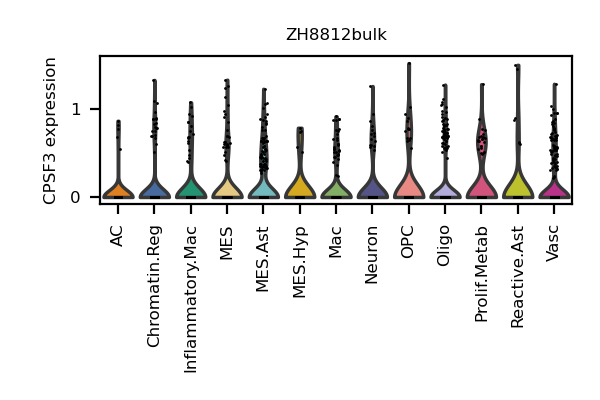 ZH8812bulk
CPSF3 expression
1
0
AC
Chromatin.Reg
Inflammatory.Mac
MES
MES.Ast
MES.Hyp
Mac
Neuron
OPC
Oligo
Prolif.Metab
Reactive.Ast
Vasc